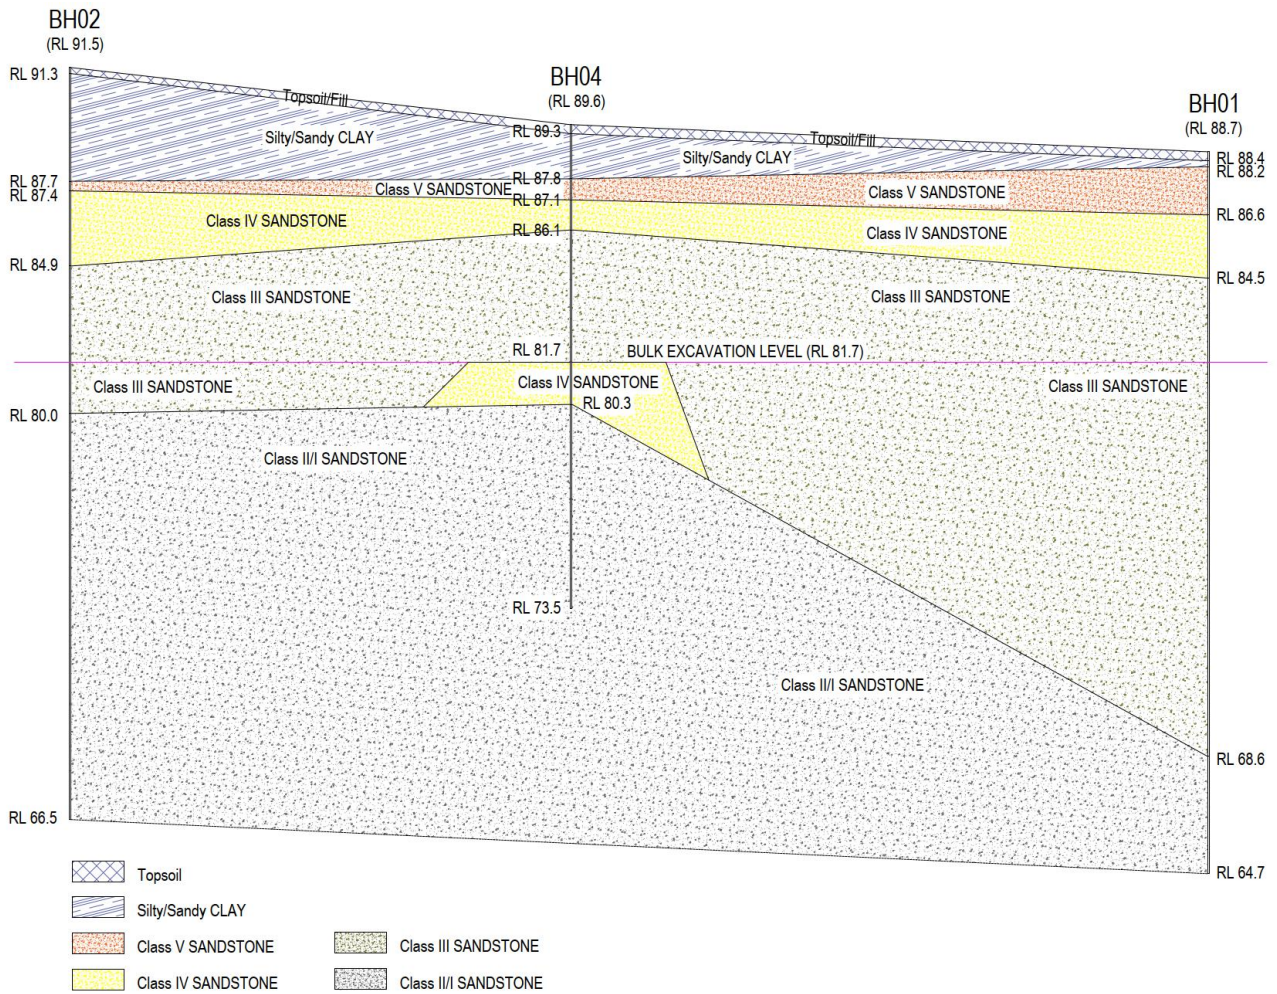 BH02
(RL 91.5)
BH04
(RL 89.6)
BH01
(RL 88.7)
RL 91.3
Topsoil/Fill
RL 89.3
Topsoil/Fill
Silty/Sandy CLAY
Silty/Sandy CLAY
RL 88.4
RL 88.2
RL 87.7
RL 87.4
Class V SANDSTONE
RL 87.8
RL 87.1
Class V SANDSTONE
Class IV SANDSTONE
RL 86.1
Class IV SANDSTONE
RL 86.6
RL 84.9
RL 84.5
Class III SANDSTONE
Class III SANDSTONE
RL 81.7
BULK EXCAVATION LEVEL (RL 81.7)
Class III SANDSTONE
Class IV SANDSTONE
Class III SANDSTONE
RL 80.3
RL 80.0
Class II/I SANDSTONE
RL 73.5
Class II/I SANDSTONE
RL 68.6
RL 66.5
RL 64.7
Topsoil
Silty/Sandy CLAY
Class V SANDSTONE
Class III SANDSTONE
Class IV SANDSTONE
Class II/I SANDSTONE